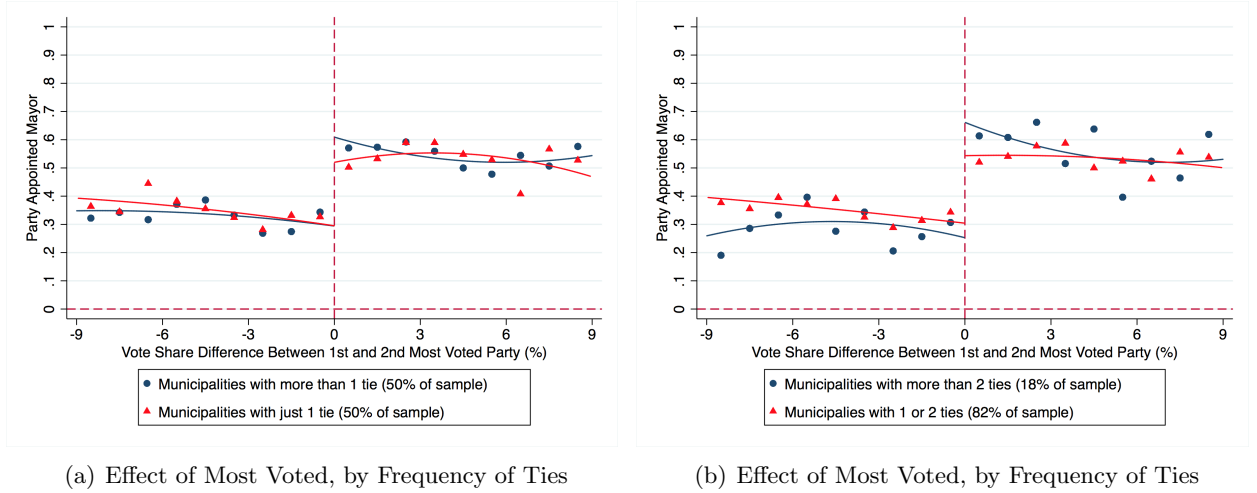 Party Appointed Mayor
1
.9
.8
.7
.6
.5
.4
.3
.2
.1
0
-9 -6 -3 0 3 6 9
Vote Share Difference Between 1st and 2nd Most Voted Party (%)
Municipalities with more than 1 tie (50% of sample)
Municipalities with just 1 tie (50% of sample)
(a) Effect of Most Voted, by Frequency of Ties
Party Appointed Mayor
1
.9
.8
.7
.6
.5
.4
.3
.2
.1
0
-9 -6 -3 0 3 6 9
Vote Share Difference Between 1st and 2nd Most Voted Party (%)
Municipalities with more than 2 ties (18% of sample)
Municipalies with 1 or 2 ties (82% of sample)
(b) Effect of Most Voted, by Frequency of Ties